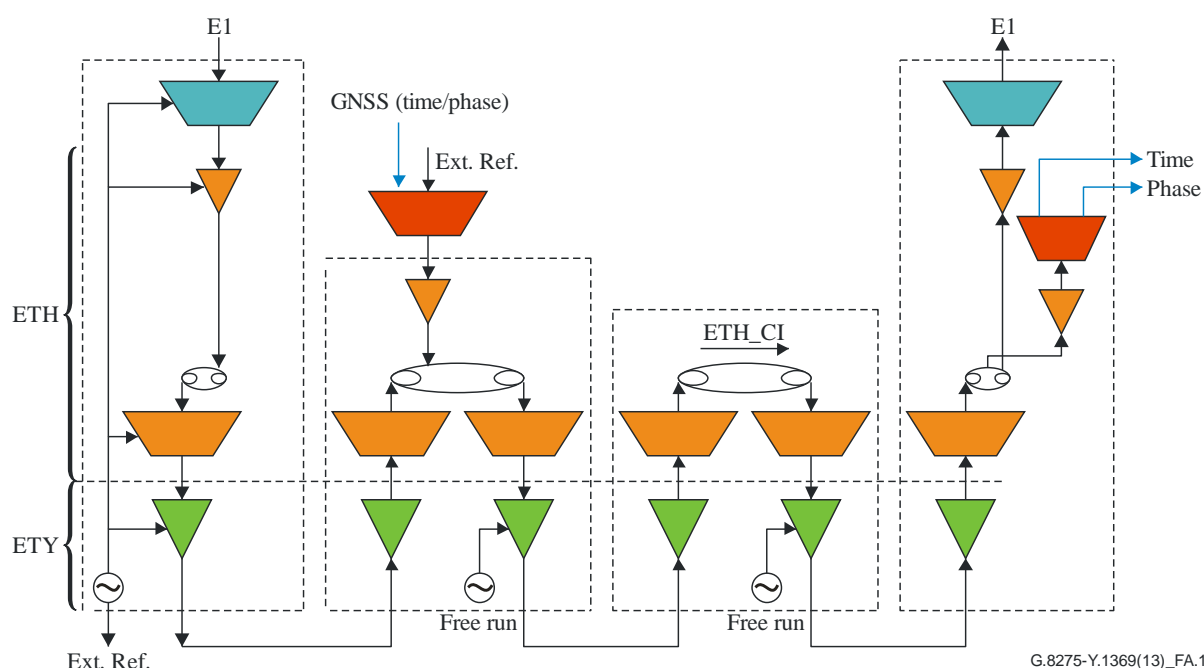 E1
E1
GNSS (time/phase)
Ext. Ref.
Time
Phase
ETH
ETH_CI
ETY
Free run
Free run
Ext. Ref.
G.8275-Y.1369(13)_FA.1